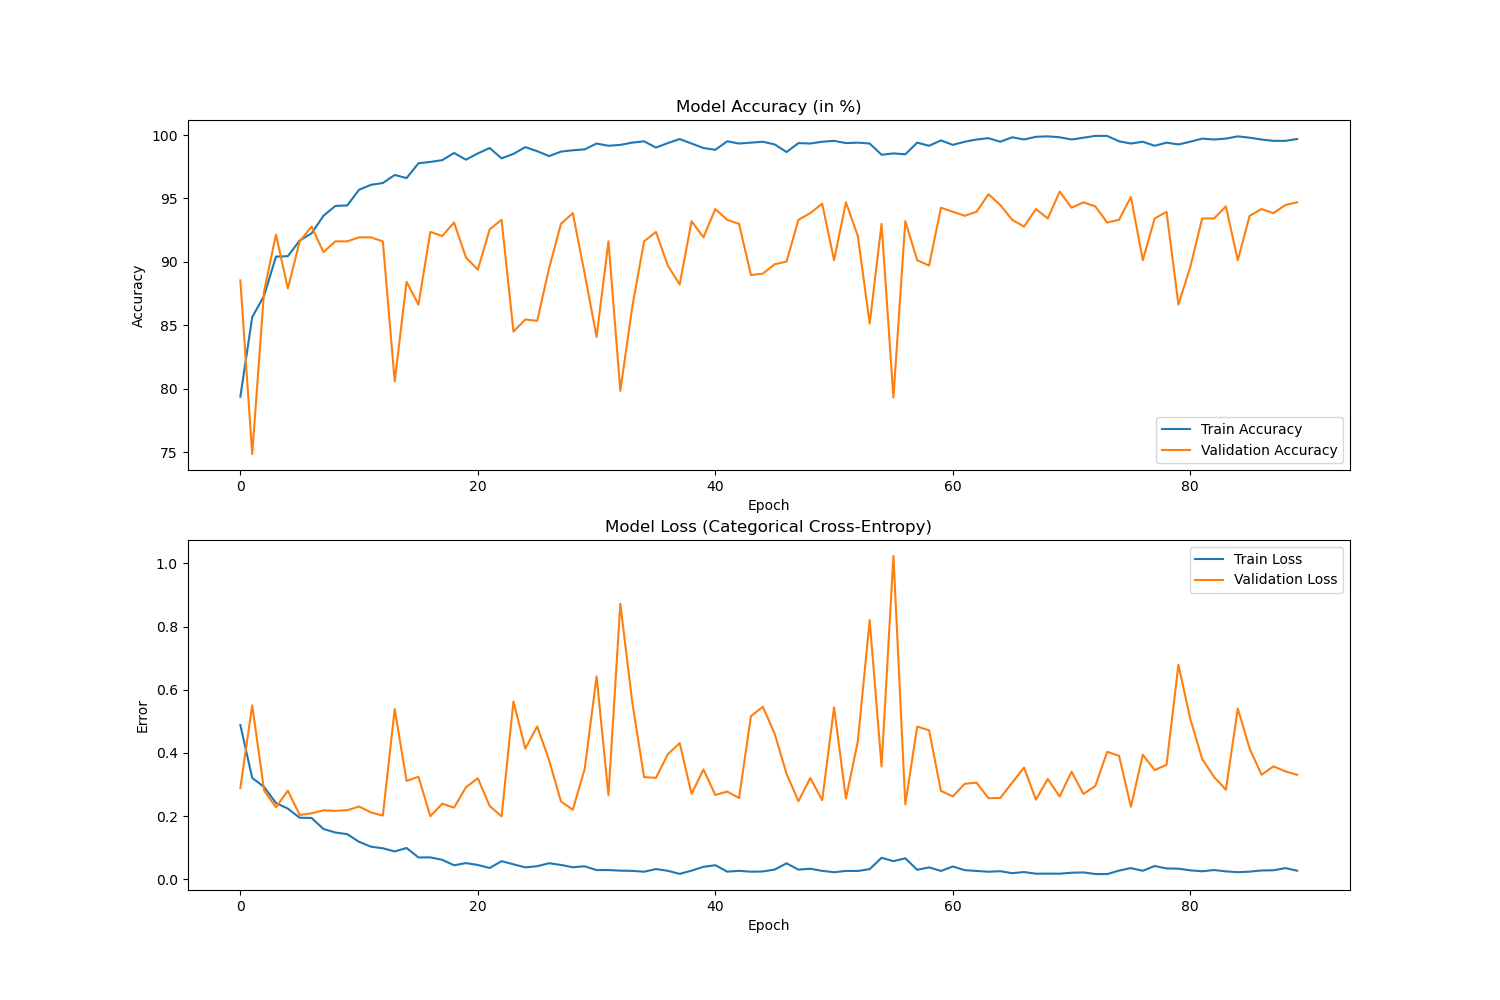 Model Accuracy (in %)
Accuracy
100
95
90
85
80
75
Train Accuracy
Validation Accuracy
0 20 40 60 80
Epoch
Model Loss (Categorical Cross-Entropy)
Error
1.0
0.8
0.6
0.4
0.2
0.0
Train Loss
Validation Loss
0 20 40 60 80
Epoch